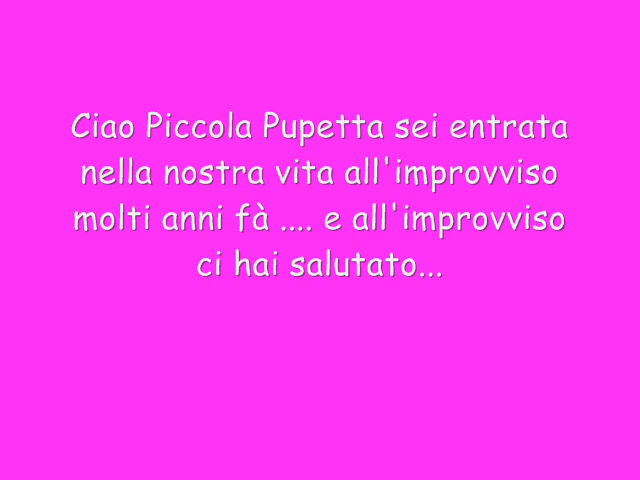 Ciao Piccola Pupetta sei entrata
nella nostra vita all'improvviso
molti anni fà .... e all'improvviso
ci hai salutato...